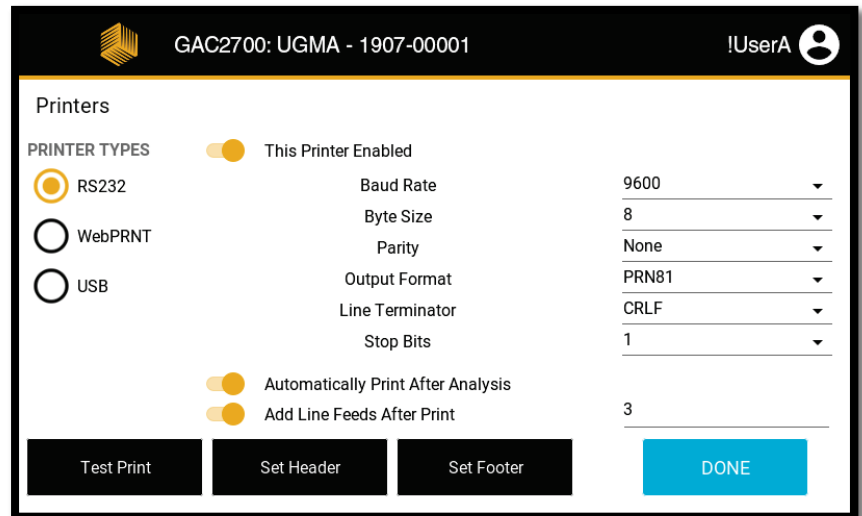 GAC2700: UGMA - 1907-00001 !UserA
Printers
PRINTER TYPES This Printer Enabled
RS232 Baud Rate 9600
Byte Size 8
WebPRNT Parity None
USB Output Format PRN81
Line Terminator CRLF
Stop Bits 1
Automatically Print After Analysis
Add Line Feeds After Print 3
Test Print Set Header Set Footer DONE